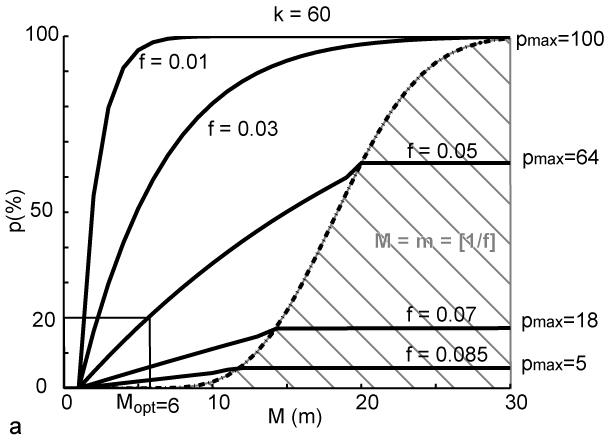 k = 60
100
pmax=100
f = 0.01
f = 0.03
f = 0.05
pmax=64
50
p(%)
M = m = [1/f]
20
f = 0.07
pmax=18
f = 0.085
pmax=5
0
0
10
20
30
Mopt=6
M (m)
a